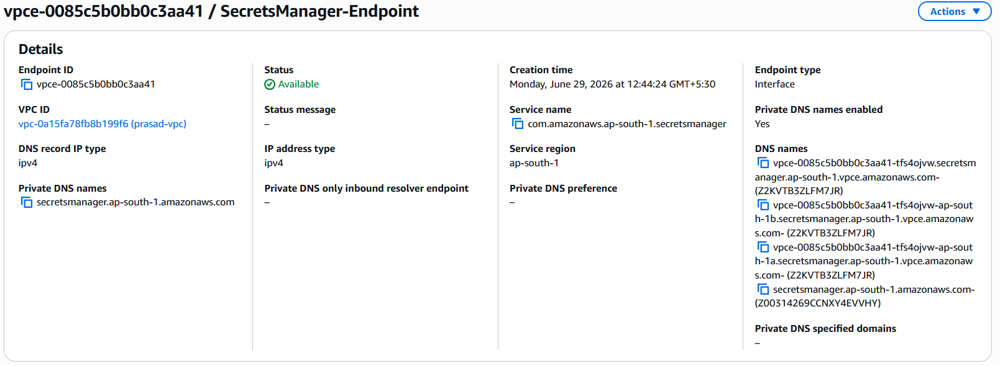 vpce-0085c5b0bb0c3aa41 / SecretsManager-Endpoint
Actions
Details
Endpoint ID
vpce-0085c5b0bb0c3aa41
VPC ID
vpc-0a15fa78fb8b199f6 (prasad-vpc)
DNS record IP type
ipv4
Private DNS names
secretsmanager.ap-south-1.amazonaws.com
Status
Available
Status message
–
IP address type
ipv4
Private DNS only inbound resolver endpoint
–
Creation time
Monday, June 29, 2026 at 12:44:24 GMT+5:30
Service name
com.amazonaws.ap-south-1.secretsmanager
Service region
ap-south-1
Private DNS preference
–
Endpoint type
Interface
Private DNS names enabled
Yes
DNS names
vpce-0085c5b0bb0c3aa41-tfs4ojvw.secretsm
anager.ap-south-1.vpce.amazonaws.com-
(Z2KVTB3ZLFM7JR)
vpce-0085c5b0bb0c3aa41-tfs4ojvw-ap-sout
h-1b.secretsmanager.ap-south-1.vpce.amazonaw
s.com- (Z2KVTB3ZLFM7JR)
vpce-0085c5b0bb0c3aa41-tfs4ojvw-ap-sout
h-1a.secretsmanager.ap-south-1.vpce.amazonaw
s.com- (Z2KVTB3ZLFM7JR)
secretsmanager.ap-south-1.amazonaws.com-
(Z00314269CCNXY4EVVHY)
Private DNS specified domains
–